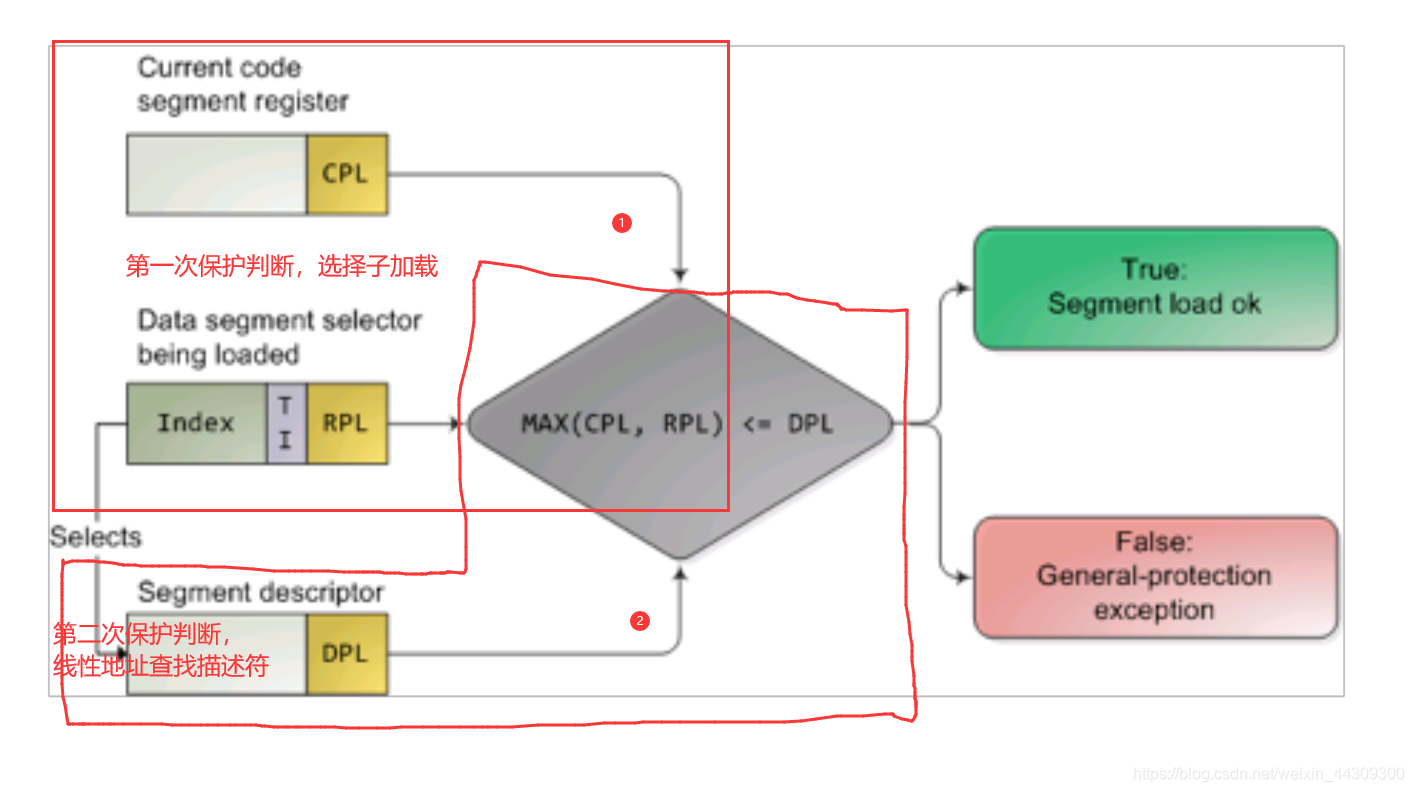 Current code
segment register
CPL
1
第一次保护判断，选择子加载
Data segment selector
being loaded
Index
T
I
RPL
MAX(CPL, RPL) <= DPL
True:
Segment load ok
Selects
False:
General-protection
exception
Segment descriptor
2
第二次保护判断，
线性地址查找描述符
DPL
https://blog.csdn.net/weixin_44309300